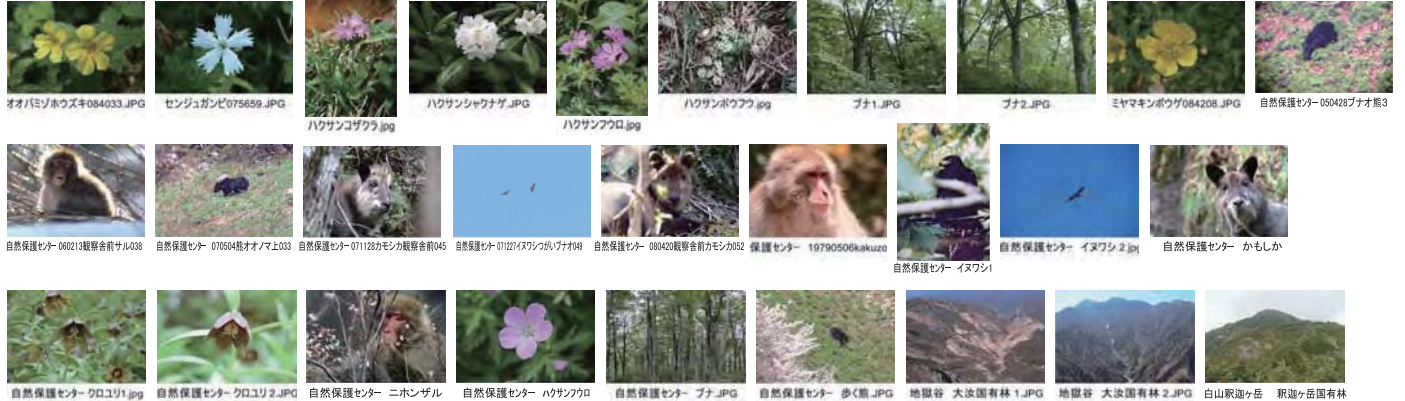 オオバミゾホウズキ084033.JPG
センジュガンピ075659.JPG
ハクサンコザクラ.jpg
ハクサンシャクナゲ.JPG
ハクサンフウロ.jpg
ハクサンボウフウ.jpg
ブナ1.JPG
ブナ2.JPG
ミヤマキンポウゲ084208.JPG
自然保護センター 050428ブナオ熊3
自然保護センター 060213観察舎前サル038
自然保護センター 070504熊オオノマ上033
自然保護センター 071128カモシカ観察舎前045
自然保護センター 071227イヌワシつがいブナオ049
自然保護センター 080420観察舎前カモシカ052
保護センター 19790506kakuzo
自然保護センター イヌワシ1
自然保護センター イヌワシ2.jpg
自然保護センター かもしか
自然保護センター クロユリ1.jpg
自然保護センター クロユリ2.JPG
自然保護センター ニホンザル
自然保護センター ハクサンフウロ
自然保護センター ブナ.JPG
自然保護センター 歩く熊.JPG
地獄谷 大汝国有林 1.JPG
地獄谷 大汝国有林 2.JPG
白山釈迦ヶ岳 釈迦ヶ岳国有林